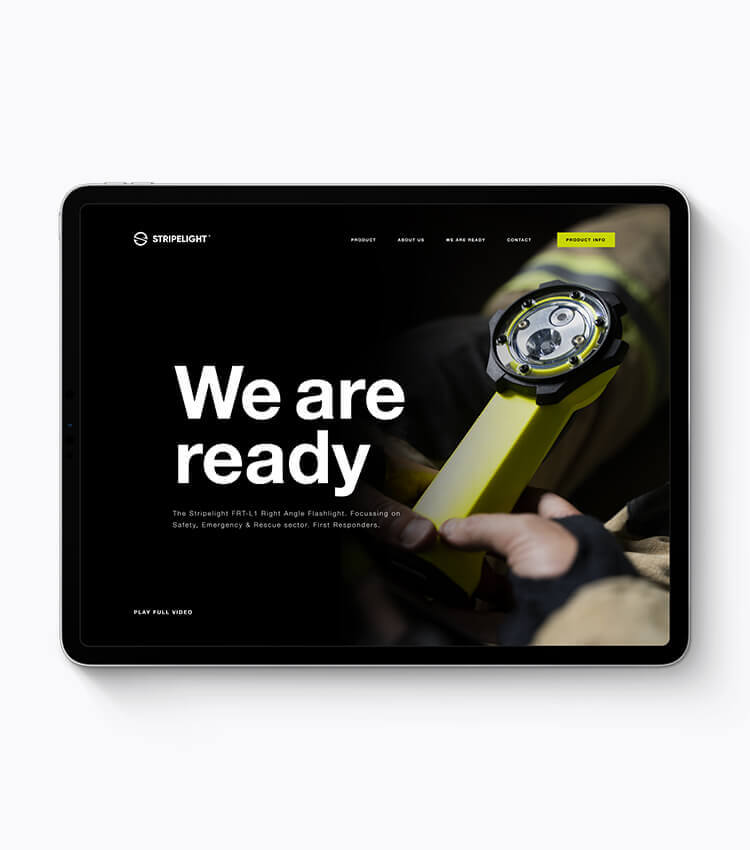 STRIPELIGHT
PRODUCT
ABOUT US
WE ARE READY
CONTACT
PRODUCT INFO
We are
ready
The Stripelight FRT-L1 Right Angle Flashlight. Focussing on
Safety, Emergency & Rescue sector. First Responders.
PLAY FULL VIDEO